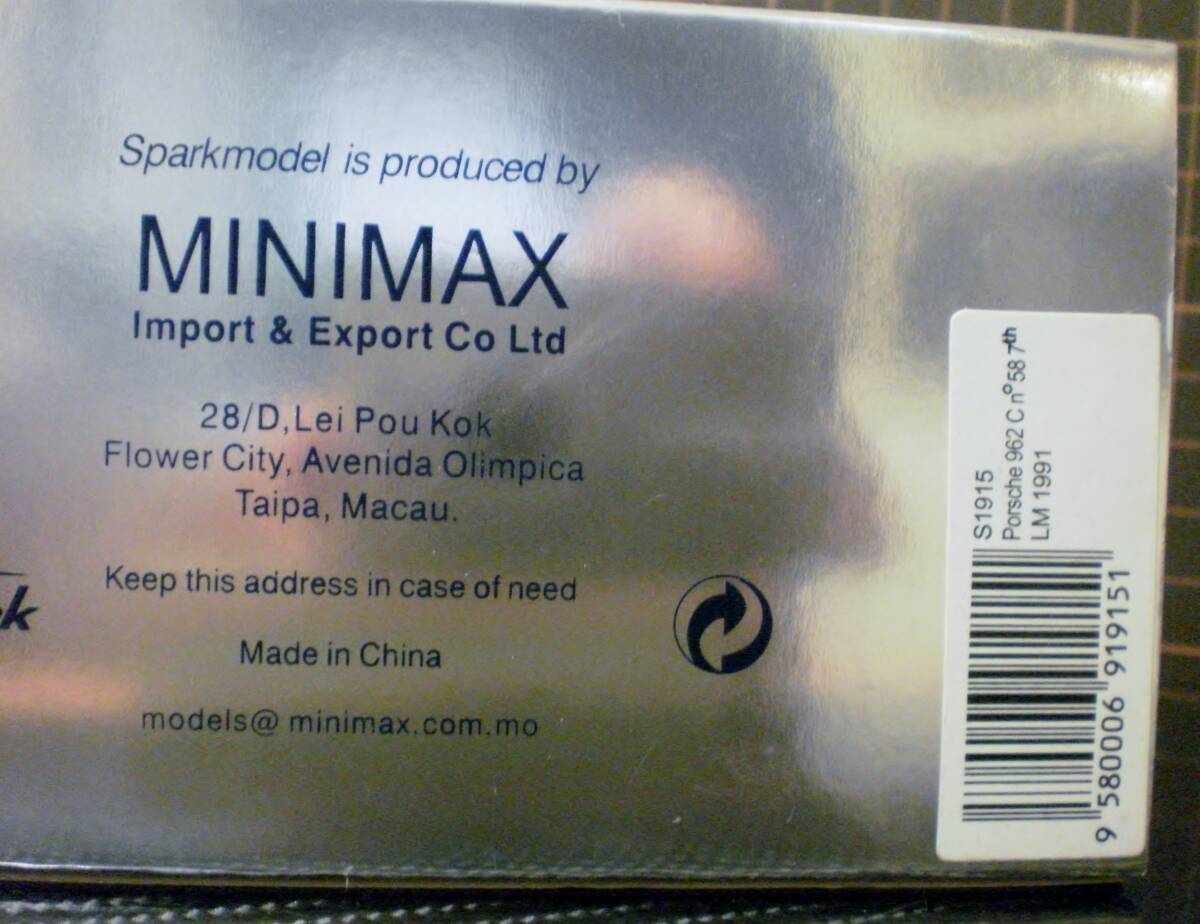 Sparkmodel is produced by
MINIMAX
Import & Export Co Ltd
28/D,Lei Pou Kok
Flower City, Avenida Olimpica
Taipa, Macau.
Keep this address in case of need
Made in China
models@ minimax.com.mo
k
S1915
Porsche 962 C n°58 7th
LM 1991
9 580006 919151